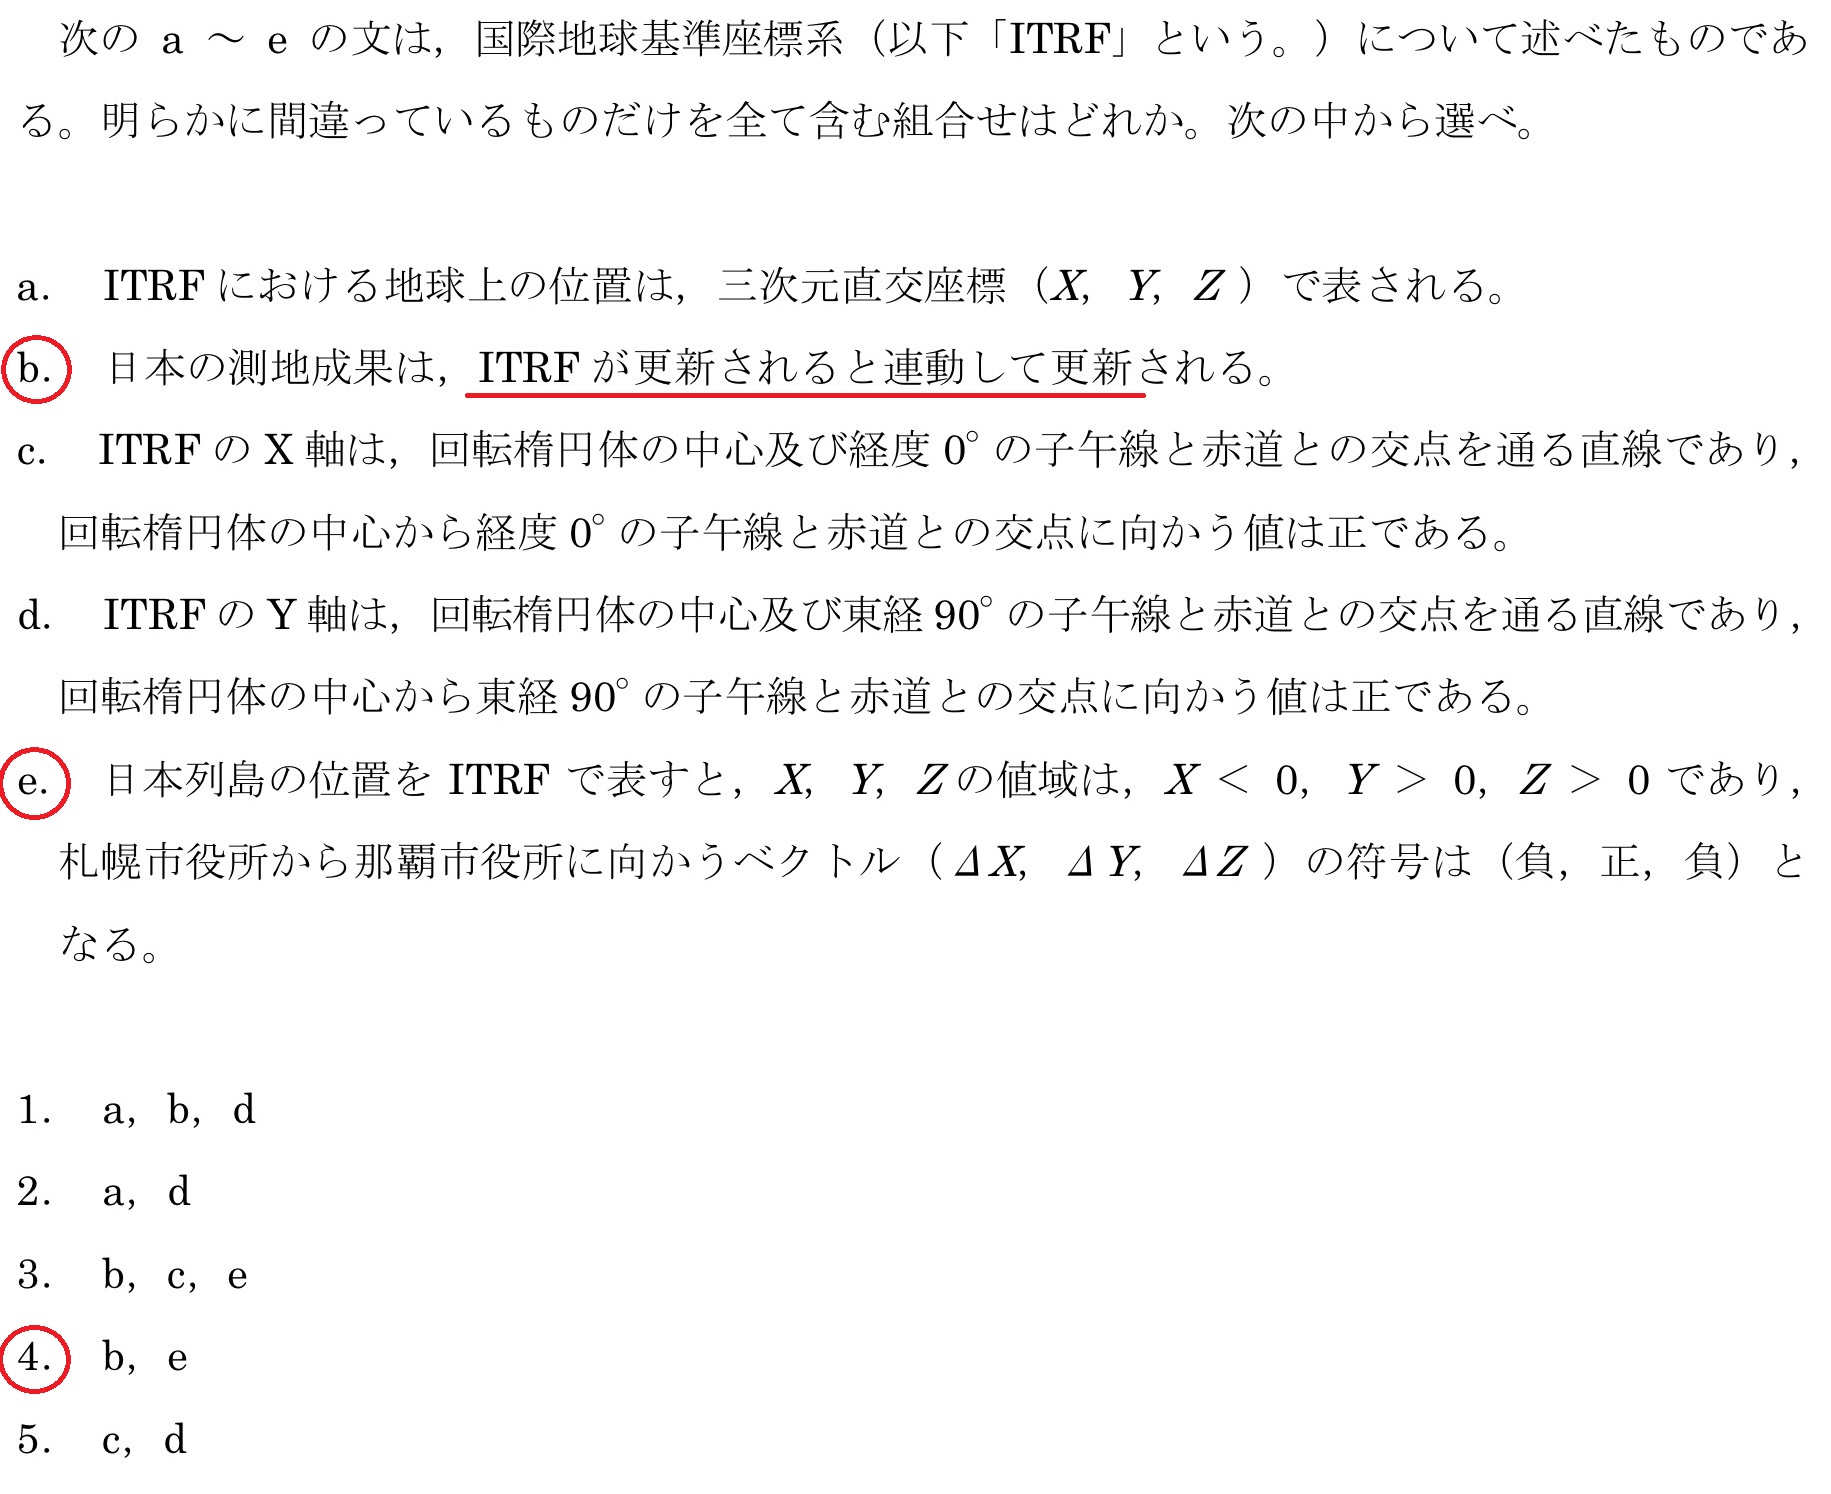 次の a ～ e の文は，国際地球基準座標系（以下「ITRF」という。）について述べたものであ
る。明らかに間違っているものだけを全て含む組合せはどれか。次の中から選べ。
a. ITRF における地球上の位置は，三次元直交座標（X, Y, Z ）で表される。
b. 日本の測地成果は，ITRF が更新されると連動して更新される。
c. ITRF の X 軸は，回転楕円体の中心及び経度 0° の子午線と赤道との交点を通る直線であり，
回転楕円体の中心から経度 0° の子午線と赤道との交点に向かう値は正である。
d. ITRF の Y 軸は，回転楕円体の中心及び東経 90° の子午線と赤道との交点を通る直線であり，
回転楕円体の中心から東経 90° の子午線と赤道との交点に向かう値は正である。
e. 日本列島の位置を ITRF で表すと，X, Y, Z の値域は，X ＜ 0，Y ＞ 0，Z ＞ 0 であり，
札幌市役所から那覇市役所に向かうベクトル（ΔX, ΔY, ΔZ ）の符号は（負，正，負）と
なる。
1. a，b，d
2. a，d
3. b，c，e
4. b，e
5. c，d